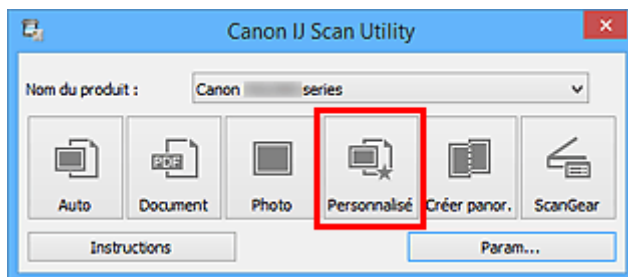 Canon IJ Scan Utility
Nom du produit :
Canon series
PDF
Auto
Document
Photo
Personnalisé
Créer panor.
ScanGear
Instructions
Param...